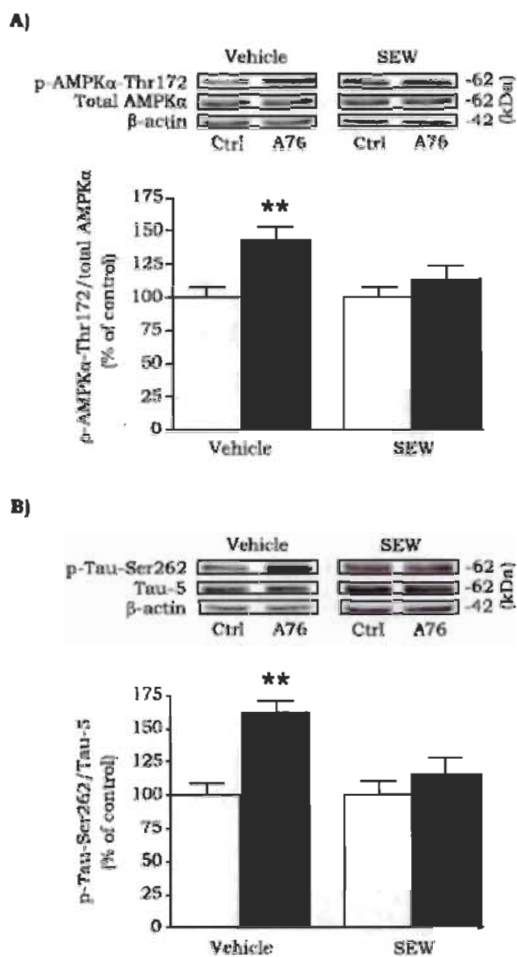 A)
Vehicle SEW
p-AMPKα-Thr172 -62
Total AMPKα -62
β-actin -42
(kDa)
Ctrl A76 Ctrl A76
p-AMPKα-Thr172/total AMPKα
(% of control)
175
150
125
100
75
50
25
0
**
Vehicle SEW
B)
Vehicle SEW
p-Tau-Ser262 -62
Tau-5 -62
β-actin -42
(kDa)
Ctrl A76 Ctrl A76
p-Tau-Ser262/Tau-5
(% of control)
175
150
125
100
75
50
25
0
**
Vehicle SEW